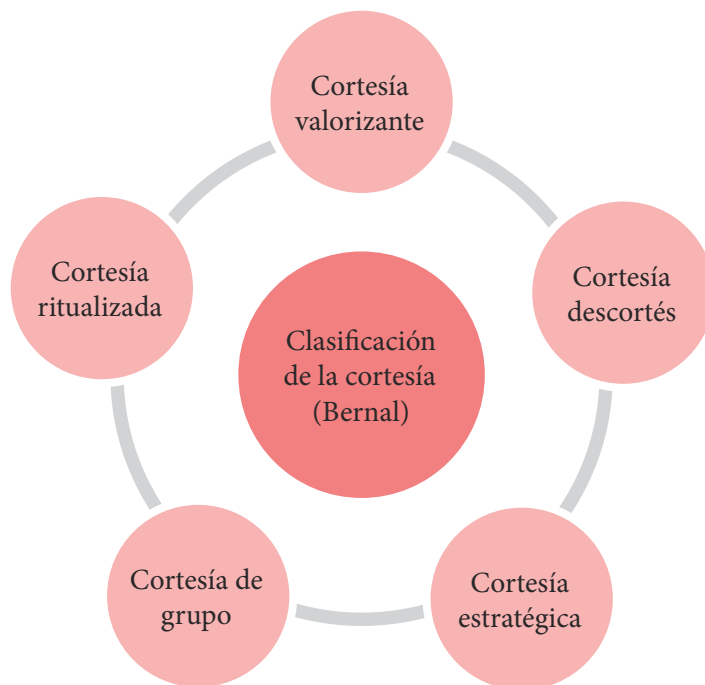 Cortesía
valorizante
Cortesía
descortés
Cortesía
estratégica
Cortesía de
grupo
Cortesía
ritualizada
Clasificación
de la cortesía
(Bernal)